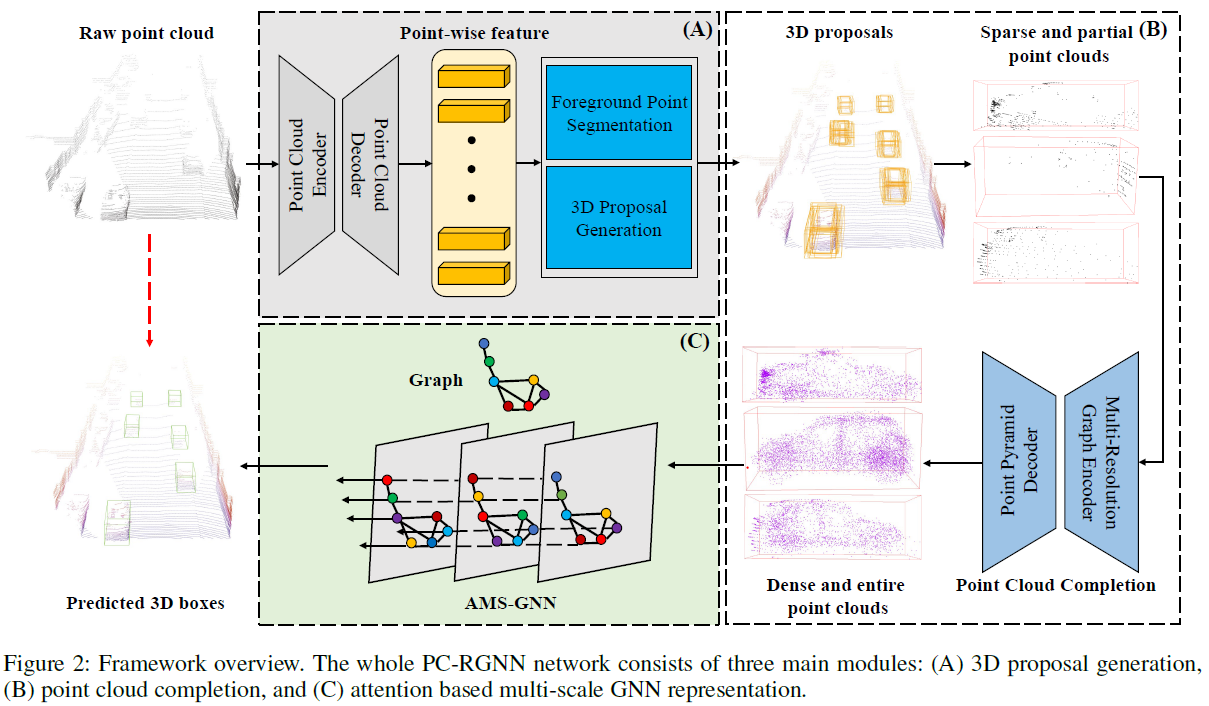 Raw point cloud
Point-wise feature
(A)
Point Cloud
Encoder
Point Cloud
Decoder
Foreground Point
Segmentation
3D Proposal
Generation
3D proposals
Sparse and partial
point clouds
(B)
Multi-Resolution
Graph Encoder
Point Pyramid
Decoder
Point Cloud Completion
Dense and entire
point clouds
(C)
Graph
AMS-GNN
Predicted 3D boxes
Figure 2: Framework overview. The whole PC-RGNN network consists of three main modules: (A) 3D proposal generation,
(B) point cloud completion, and (C) attention based multi-scale GNN representation.